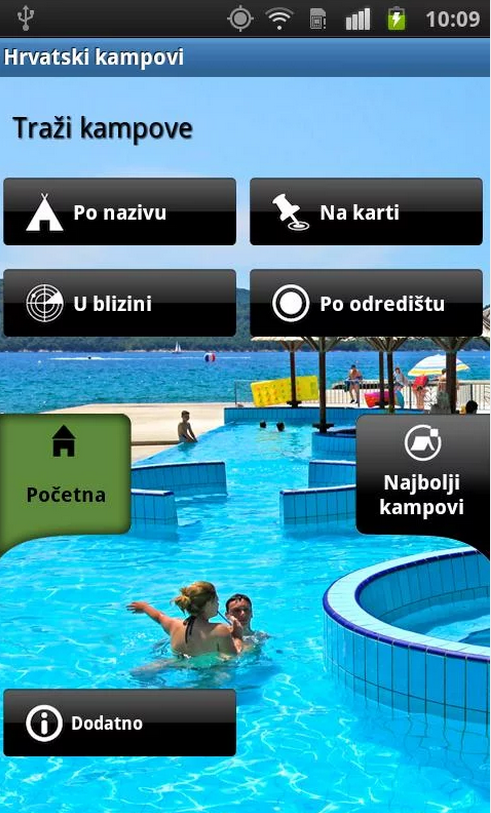 10:09
Hrvatski kampovi
Traži kampove
Po nazivu
Na karti
U blizini
Po odredištu
Početna
Najbolji
kampovi
Dodatno